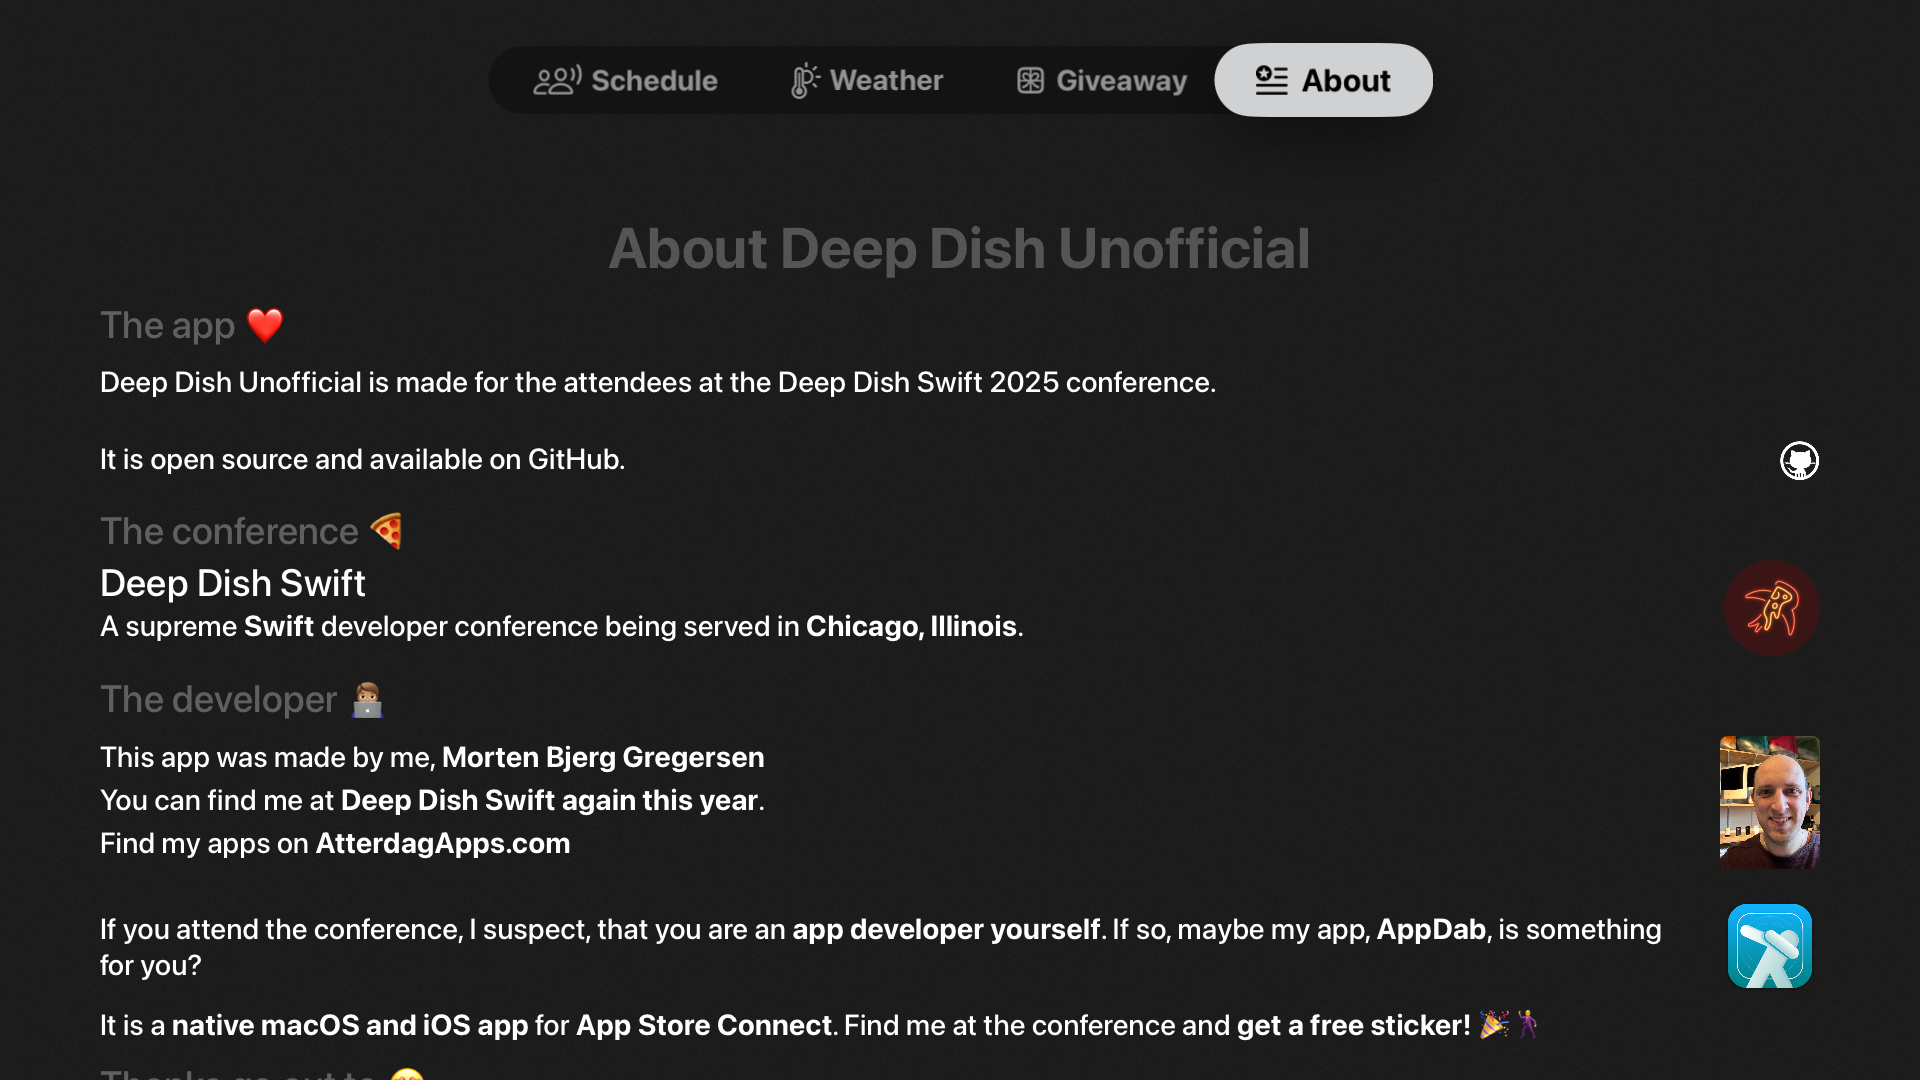 Schedule
Weather
Giveaway
About
About Deep Dish Unofficial
The app ❤️
Deep Dish Unofficial is made for the attendees at the Deep Dish Swift 2025 conference.
It is open source and available on GitHub.
The conference 🍕
Deep Dish Swift
A supreme Swift developer conference being served in Chicago, Illinois.
The developer 🧑🏽‍💻
This app was made by me, Morten Bjerg Gregersen
You can find me at Deep Dish Swift again this year.
Find my apps on AtterdagApps.com
If you attend the conference, I suspect, that you are an app developer yourself. If so, maybe my app, AppDab, is something
for you?
It is a native macOS and iOS app for App Store Connect. Find me at the conference and get a free sticker! 🎉🕺
Thanks go out to